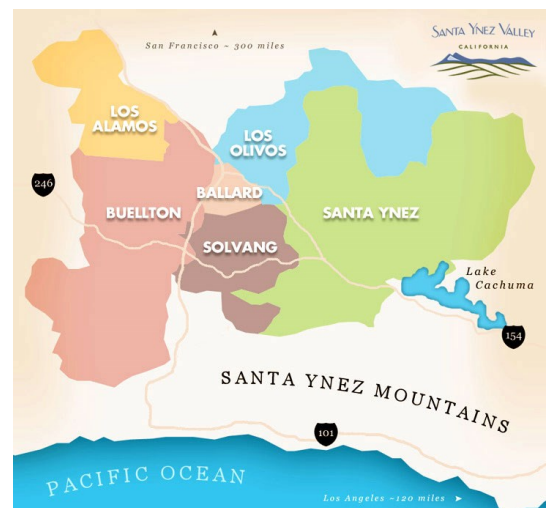 San Francisco ~ 300 miles
SANTA YNEZ VALLEY
CALIFORNIA
LOS
ALAMOS
LOS
OLIVOS
246
BALLARD
BUELLTON
SANTA YNEZ
SOLVANG
Lake
Cachuma
154
SANTA YNEZ MOUNTAINS
101
PACIFIC OCEAN
Los Angeles ~120 miles